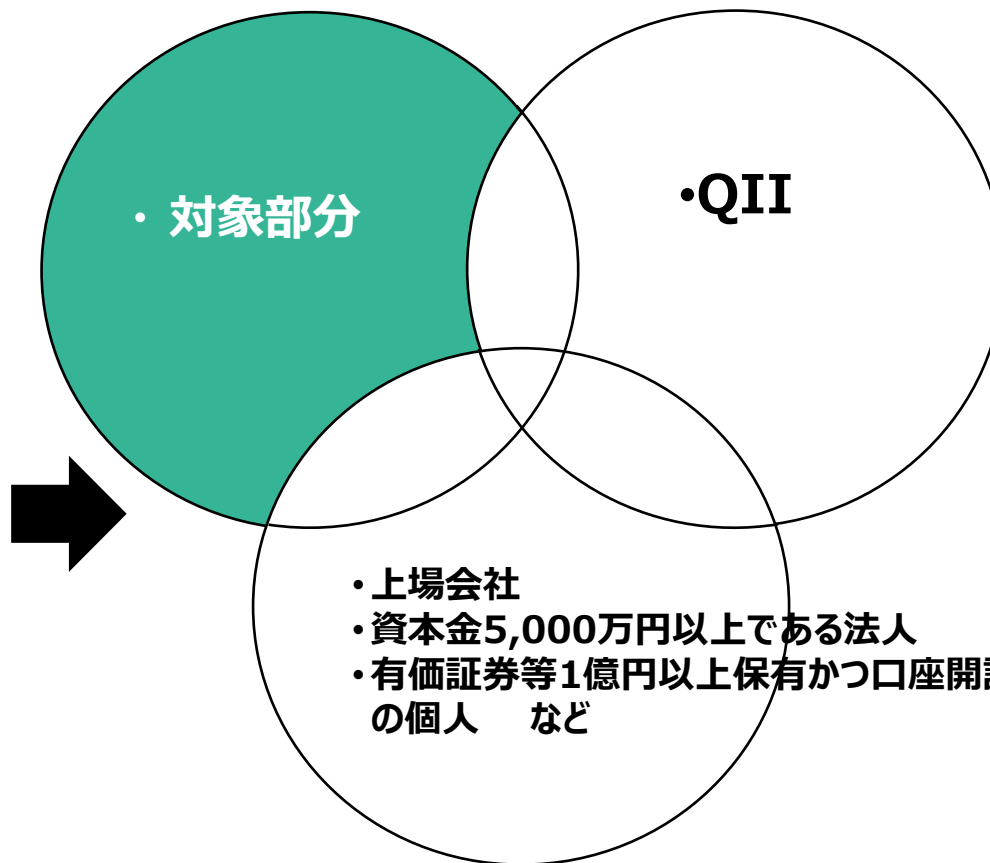 ・ 対象部分
・QII
・上場会社
・資本金5,000万円以上である法人
・有価証券等1億円以上保有かつ口座開設
の個人　など